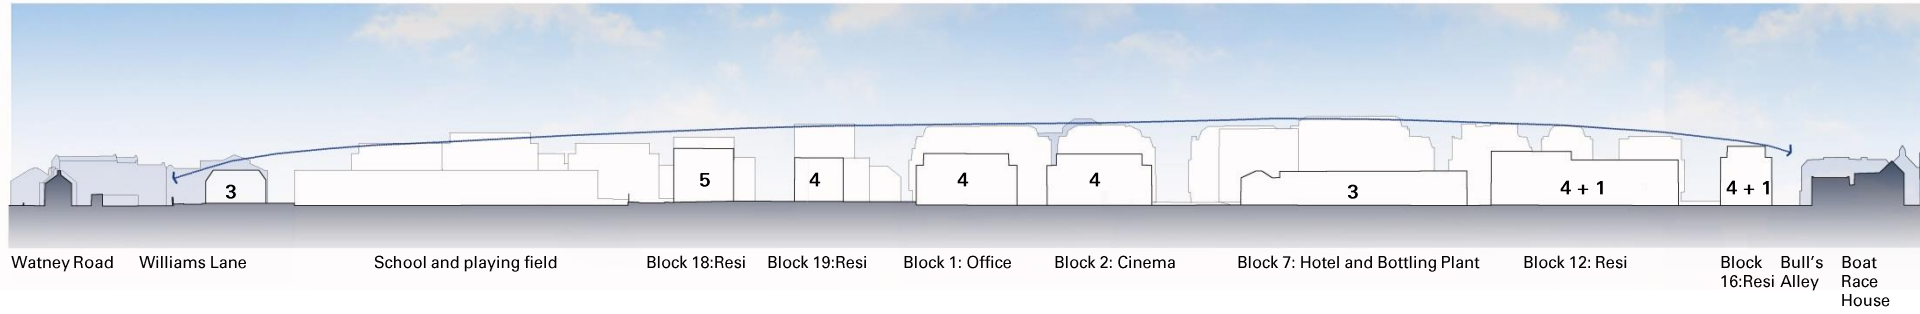 3
5
4
4
4
3
4 + 1
4 + 1
Watney Road
Williams Lane
School and playing field
Block 18:Resi
Block 19:Resi
Block 1: Office
Block 2: Cinema
Block 7: Hotel and Bottling Plant
Block 12: Resi
Block
16:Resi
Bull's
Alley
Boat
Race
House